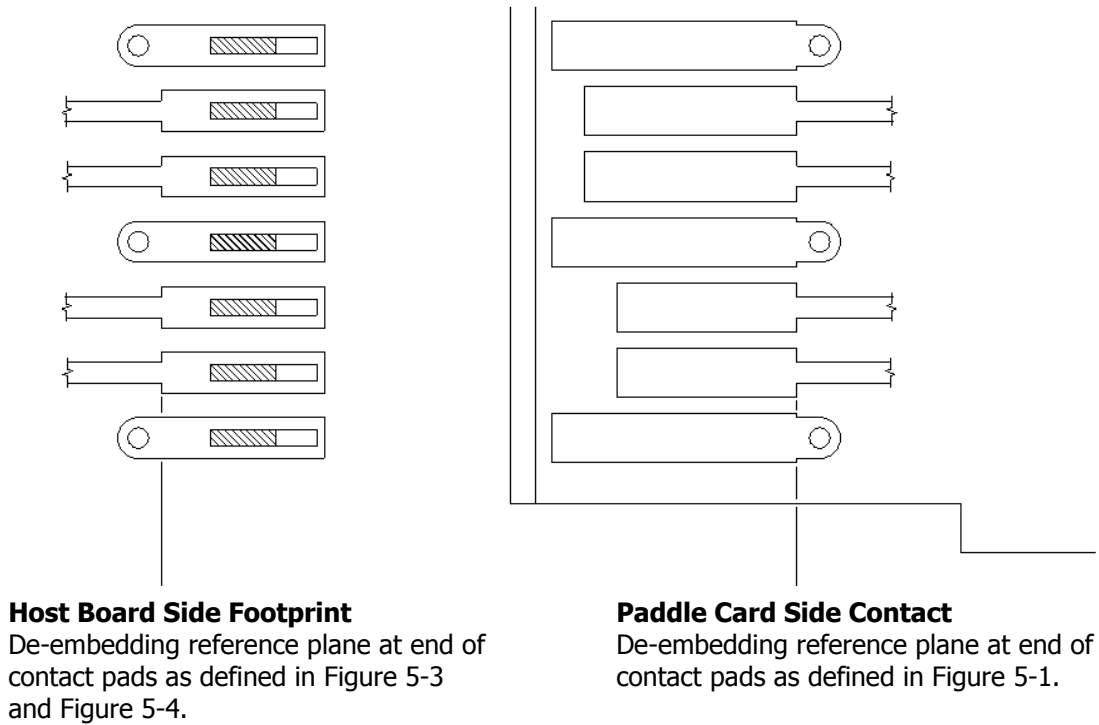 Host Board Side Footprint
De-embedding reference plane at end of
contact pads as defined in Figure 5-3
and Figure 5-4.
Paddle Card Side Contact
De-embedding reference plane at end of
contact pads as defined in Figure 5-1.